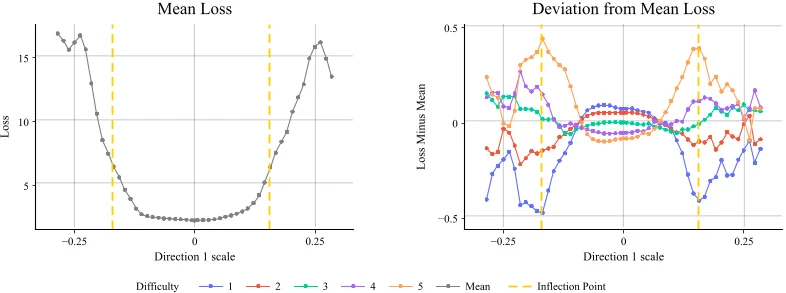 Mean Loss
Deviation from Mean Loss
Loss
15
10
5
−0.25
0
0.25
Direction 1 scale
Loss Minus Mean
0.5
0
−0.5
−0.25
0
0.25
Direction 1 scale
Difficulty 1 2 3 4 5 Mean Inflection Point